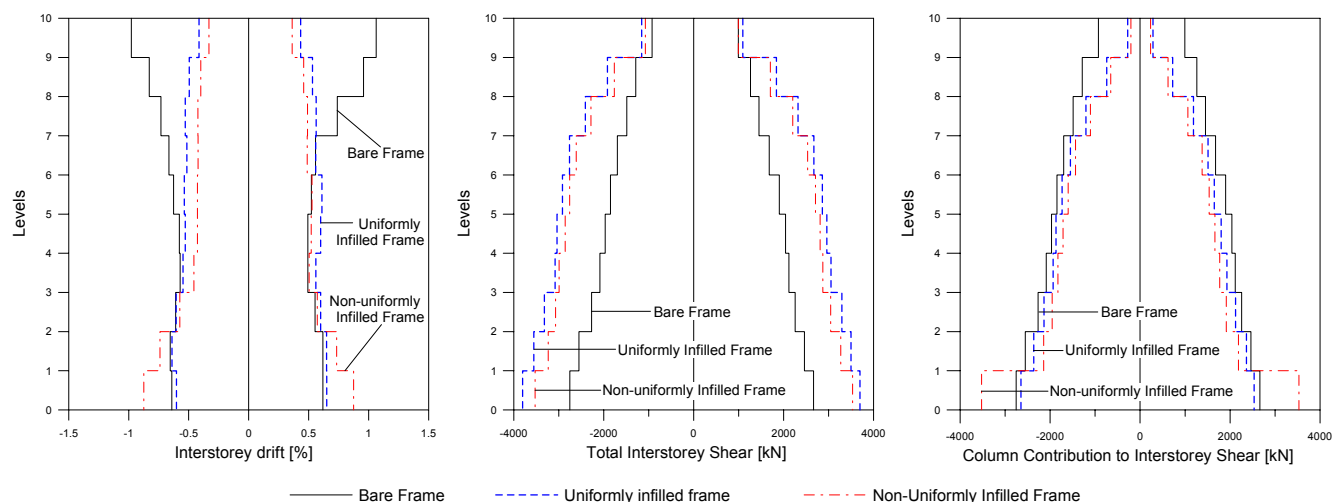 10
9
8
7
6
5
4
3
2
1
0
Levels
Bare Frame
Uniformly
Infilled Frame
Non-uniformly
Infilled Frame
-1.5 -1 -0.5 0 0.5 1 1.5
Interstorey drift [%]
10
9
8
7
6
5
4
3
2
1
0
Levels
Bare Frame
Uniformly Infilled Frame
Non-uniformly Infilled Frame
-4000 -2000 0 2000 4000
Total Interstorey Shear [kN]
10
9
8
7
6
5
4
3
2
1
0
Levels
Bare Frame
Uniformly Infilled Frame
Non-uniformly Infilled Frame
-4000 -2000 0 2000 4000
Column Contribution to Interstorey Shear [kN]
Bare Frame Uniformly infilled frame Non-Uniformly Infilled Frame